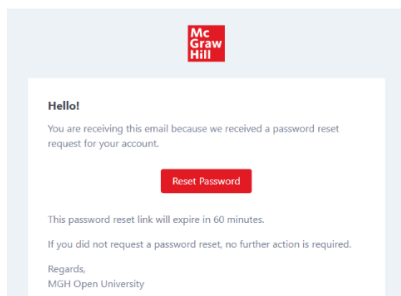 Mc
Graw
Hill
Hello!
You are receiving this email because we received a password reset
request for your account.
Reset Password
This password reset link will expire in 60 minutes.
If you did not request a password reset, no further action is required.
Regards,
MGH Open University